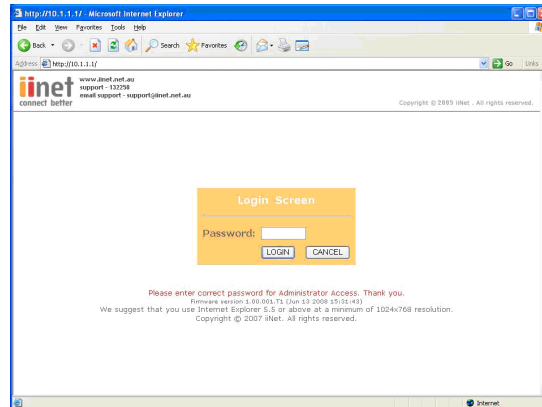 http://10.1.1.1/ - Microsoft Internet Explorer
File Edit View Favorites Tools Help
Back Search Favorites
Address http://10.1.1.1/ Go Links
iinet
connect better
www.iinet.net.au
support - 132258
email support - support@iinet.net.au
Copyright © 2005 iiNet . All rights reserved.
Login Screen
Password:
LOGIN CANCEL
Please enter correct password for Administrator Access. Thank you.
Firmware version 1.00.001.T1 (Jun 13 2008 15:31:43)
We suggest that you use Internet Explorer 5.5 or above at a minimum of 1024x768 resolution.
Copyright © 2007 iiNet. All rights reserved.
Internet